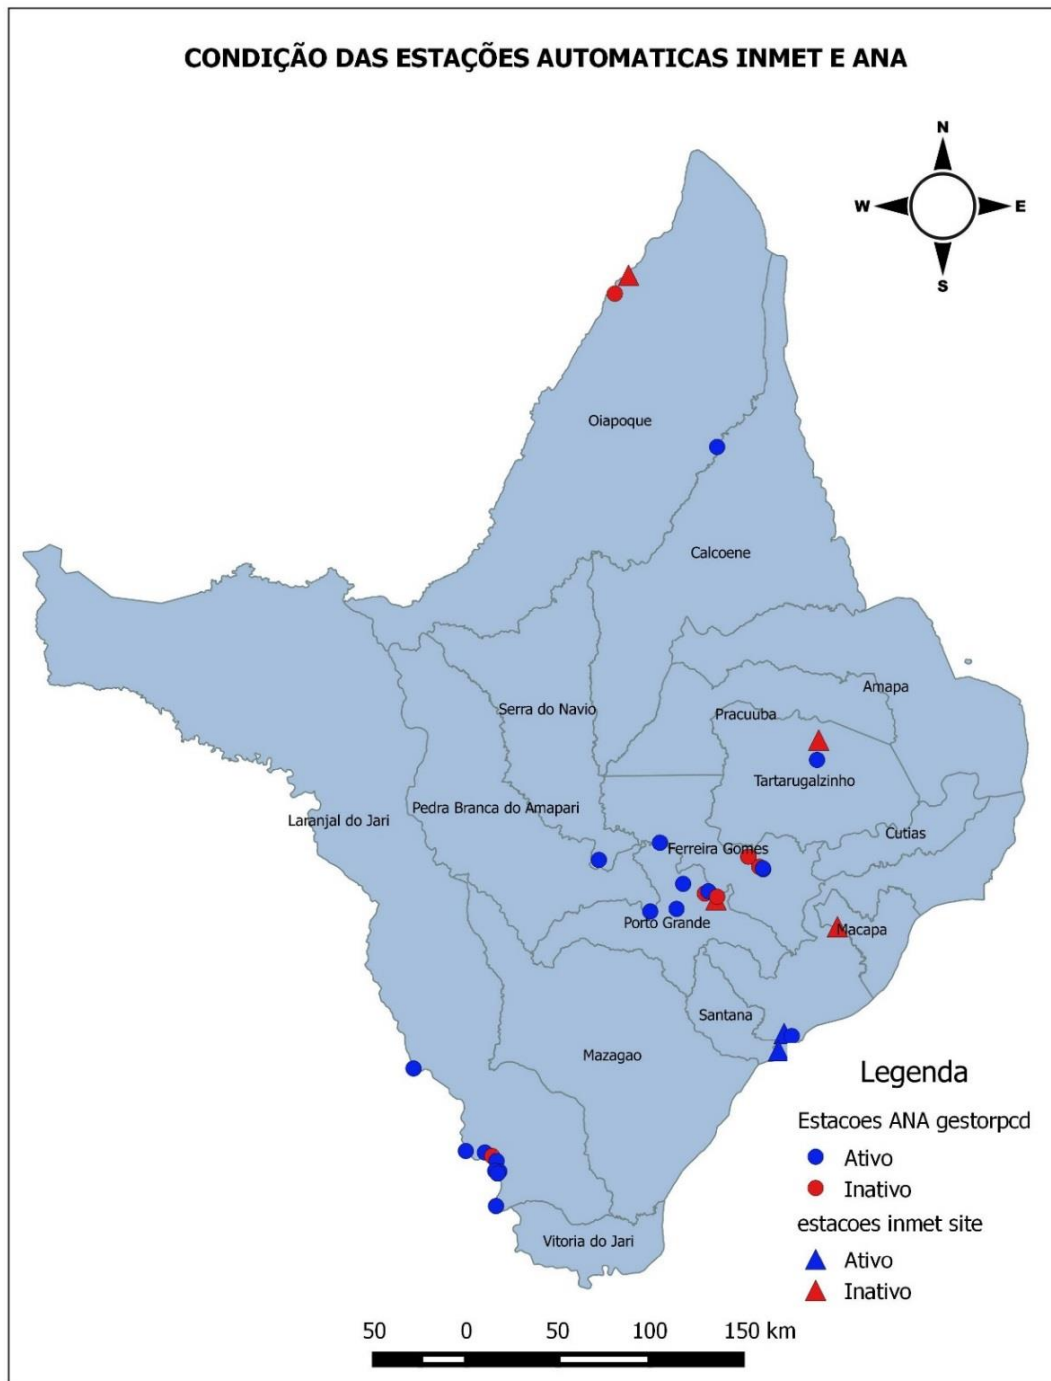 CONDIÇÃO DAS ESTAÇÕES AUTOMATICAS INMET E ANA
N
W E
S
Oiapoque
Calcoene
Amapa
Serra do Navio
Pracuuba
Tartarugalzinho
Pedra Branca do Amapari
Laranjal do Jari
Cutias
Ferreira Gomes
Porto Grande
Macapa
Santana
Mazagao
Vitoria do Jari
Legenda
Estacoes ANA gestorpcd
Ativo
Inativo
estacoes inmet site
Ativo
Inativo
50 0 50 100 150 km